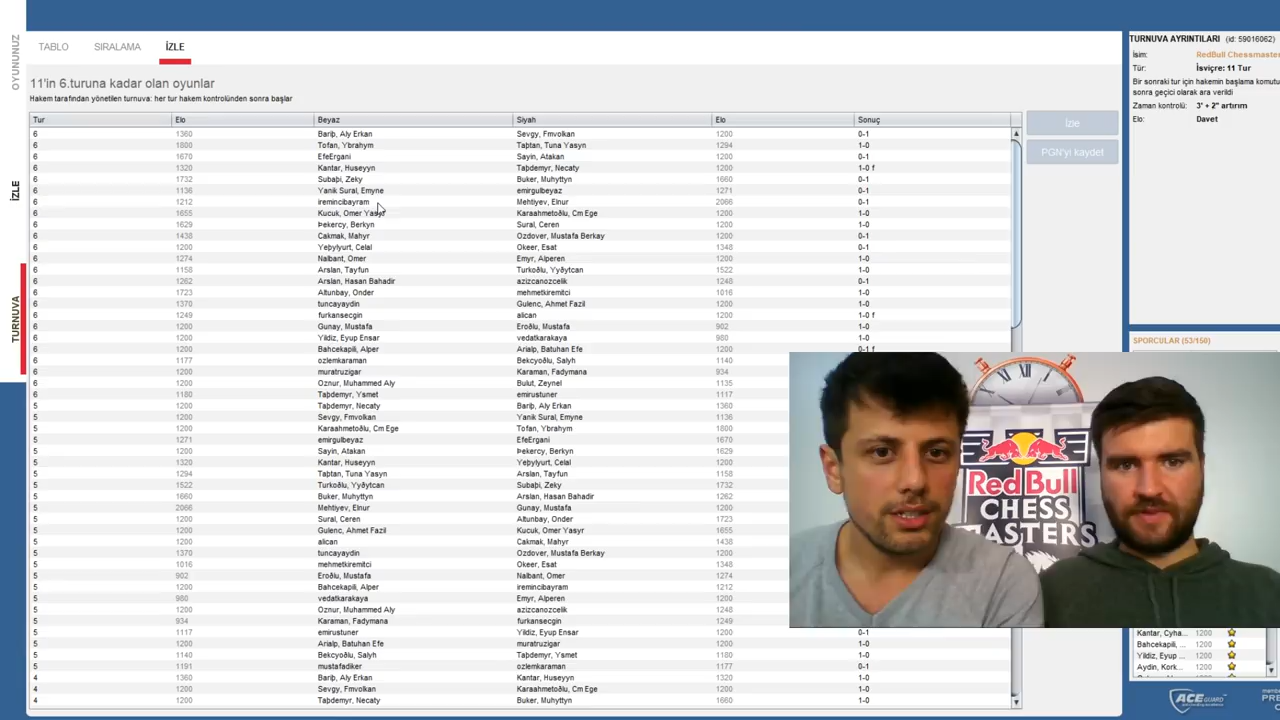 OYUNUNUZ
İZLE
TURNUVA
TABLO SIRALAMA İZLE
11'in 6.turuna kadar olan oyunlar
Hakem tarafından yönetilen turnuva: her tur hakem kontrolünden sonra başlar
Tur Elo Beyaz Siyah Elo Sonuç
6 1360 Bariþ, Aly Erkan Sevgy, Fmvolkan 1200 0-1
6 1800 Tofan, Ybrahym Taþtan, Tuna Yasyn 1294 1-0
6 1670 EfeErgani Sayin, Atakan 1200 0-1
6 1320 Kantar, Huseyyn Taþdemyr, Necaty 1200 1-0 f
6 1732 Subaþi, Zeky Buker, Muhyttyn 1660 0-1
6 1136 Yanik Sural, Emyne emirgulbeyaz 1271 0-1
6 1212 iremincibayram Mehtiyev, Elnur 2066 0-1
6 1655 Kucuk, Omer Yasyr Karaahmetoðlu, Cm Ege 1200 1-0
6 1629 Þekercy, Berkyn Sural, Ceren 1200 1-0
6 1438 Cakmak, Mahyr Ozdover, Mustafa Berkay 1200 0-1
6 1200 Yeþylyurt, Celal Okeer, Esat 1348 0-1
6 1274 Nalbant, Omer Emyr, Alperen 1200 1-0
6 1158 Arslan, Tayfun Turkoðlu, Yyðytcan 1522 1-0
6 1262 Arslan, Hasan Bahadir azizcanozcelik 1248 0-1
6 1723 Altunbay, Onder mehmetkiremitci 1016 1-0
6 1370 tuncayaydin Gulenc, Ahmet Fazil 1200 1-0
6 1249 furkansecgin alican 1200 1-0 f
6 1200 Gunay, Mustafa Eroðlu, Mustafa 902 1-0
6 1200 Yildiz, Eyup Ensar vedatkarakaya 980 1-0
6 1200 Bahcekapili, Alper Arialp, Batuhan Efe 1200 0-1 f
6 1177 ozlemkaraman Bekcyoðlu, Salyh 1140
6 1200 muratruzigar Karaman, Fadymana 934
6 1200 Oznur, Muhammed Aly Bulut, Zeynel 1135
6 1180 Taþdemyr, Ysmet emirustuner 1117
5 1200 Taþdemyr, Necaty Bariþ, Aly Erkan 1360
5 1200 Sevgy, Fmvolkan Yanik Sural, Emyne 1136
5 1200 Karaahmetoðlu, Cm Ege Tofan, Ybrahym 1800
5 1271 emirgulbeyaz EfeErgani 1670
5 1200 Sayin, Atakan Þekercy, Berkyn 1629
5 1320 Kantar, Huseyyn Yeþylyurt, Celal 1200
5 1294 Taþtan, Tuna Yasyn Arslan, Tayfun 1158
5 1522 Turkoðlu, Yyðytcan Subaþi, Zeky 1732
5 1660 Buker, Muhyttyn Arslan, Hasan Bahadir 1262
5 2066 Mehtiyev, Elnur Gunay, Mustafa 1200
5 1200 Sural, Ceren Altunbay, Onder 1723
5 1200 Gulenc, Ahmet Fazil Kucuk, Omer Yasyr 1655
5 1200 alican Cakmak, Mahyr 1438
5 1370 tuncayaydin Ozdover, Mustafa Berkay 1200
5 1016 mehmetkiremitci Okeer, Esat 1348
5 902 Eroðlu, Mustafa Nalbant, Omer 1274
5 1200 Bahcekapili, Alper iremincibayram 1212
5 980 vedatkarakaya Emyr, Alperen 1200
5 1200 Oznur, Muhammed Aly azizcanozcelik 1248
5 934 Karaman, Fadymana furkansecgin 1249
5 1117 emirustuner Yildiz, Eyup Ensar 1200 0-1
5 1200 Arialp, Batuhan Efe muratruzigar 1200 1-0
5 1140 Bekcyoðlu, Salyh Taþdemyr, Ysmet 1180 1-0
5 1191 mustafadiker ozlemkaraman 1177 0-1
4 1360 Bariþ, Aly Erkan Kantar, Huseyyn 1320 1-0
4 1200 Sevgy, Fmvolkan Karaahmetoðlu, Cm Ege 1200 1-0
4 1200 Taþdemyr, Necaty Buker, Muhyttyn 1660 1-0
İzle
PGN'yi kaydet
TURNUVA AYRINTILARI (id: 59016062)
İsim: RedBull Chessmaster
Tür: İsviçre: 11 Tur
Bir sonraki tur için hakemin başlama komutu
sonra geçici olarak ara verildi
Zaman kontrolü: 3' + 2" artırım
Elo: Davet
SPORCULAR (53/150)
Red Bull
CHESS
MASTERS
Kantar, Cyha... 1200
Bahcekapili, ... 1200
Yildiz, Eyup ... 1200
Aydin, Kork... 1200
ACEGUARD